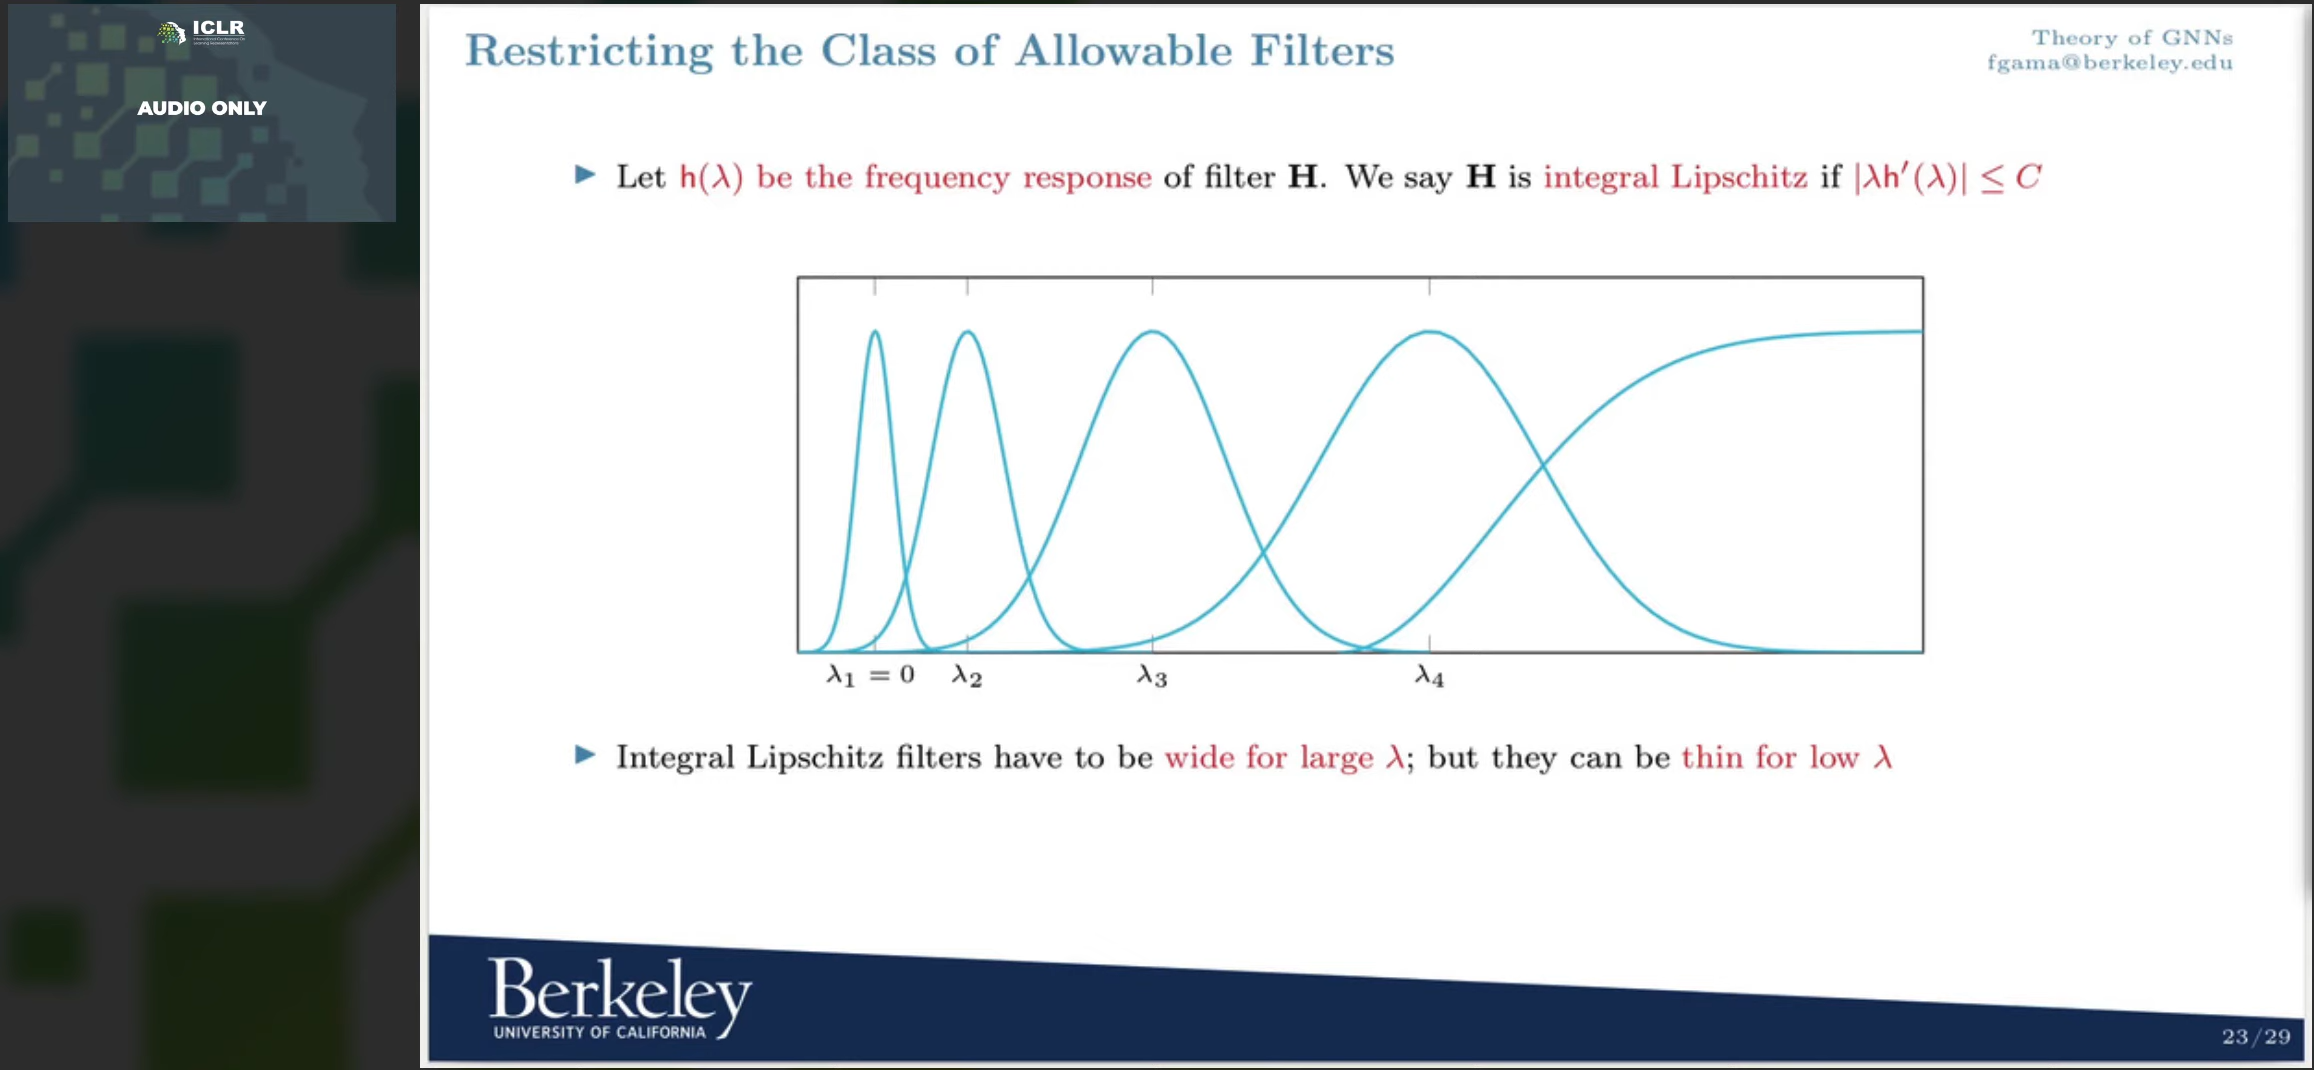 ICLR
AUDIO ONLY
Restricting the Class of Allowable Filters
Theory of GNNs
fgama@berkeley.edu
▶ Let h(λ) be the frequency response of filter H. We say H is integral Lipschitz if |λh′(λ)| ≤ C
λ₁ = 0 λ₂ λ₃ λ₄
▶ Integral Lipschitz filters have to be wide for large λ; but they can be thin for low λ
Berkeley
UNIVERSITY OF CALIFORNIA
23/29